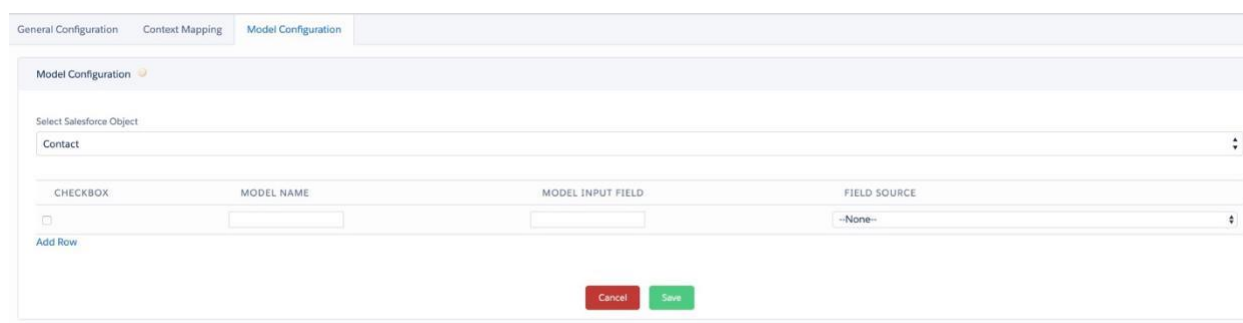 General Configuration Context Mapping Model Configuration
Model Configuration
Select Salesforce Object
Contact
CHECKBOX MODEL NAME MODEL INPUT FIELD FIELD SOURCE
--None--
Add Row
Cancel Save